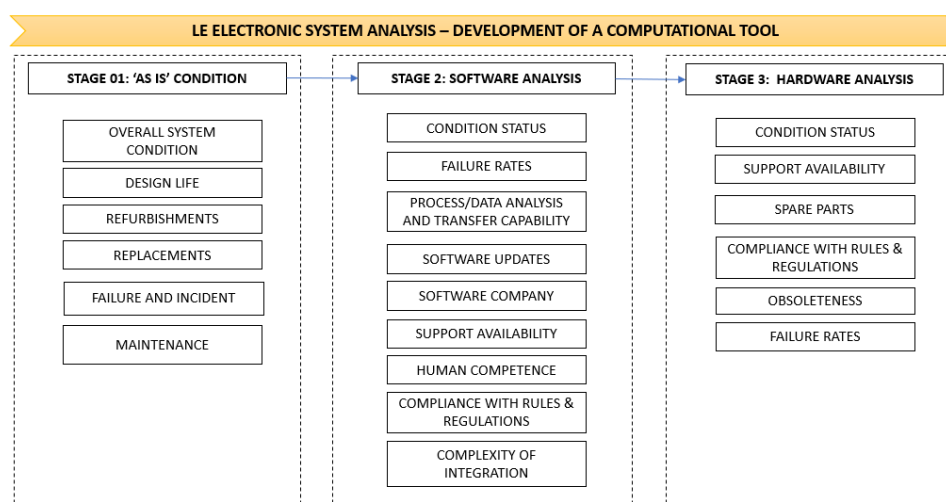 LE ELECTRONIC SYSTEM ANALYSIS – DEVELOPMENT OF A COMPUTATIONAL TOOL
STAGE 01: ‘AS IS’ CONDITION
OVERALL SYSTEM
CONDITION
DESIGN LIFE
REFURBISHMENTS
REPLACEMENTS
FAILURE AND INCIDENT
MAINTENANCE
STAGE 2: SOFTWARE ANALYSIS
CONDITION STATUS
FAILURE RATES
PROCESS/DATA ANALYSIS
AND TRANSFER CAPABILITY
SOFTWARE UPDATES
SOFTWARE COMPANY
SUPPORT AVAILABILITY
HUMAN COMPETENCE
COMPLIANCE WITH RULES &
REGULATIONS
COMPLEXITY OF
INTEGRATION
STAGE 3: HARDWARE ANALYSIS
CONDITION STATUS
SUPPORT AVAILABILITY
SPARE PARTS
COMPLIANCE WITH RULES &
REGULATIONS
OBSOLETENESS
FAILURE RATES